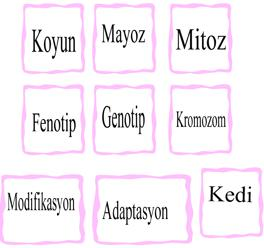 Koyun Mayoz Mitoz
Fenotip Genotip Kromozom
Modifikasyon Adaptasyon Kedi